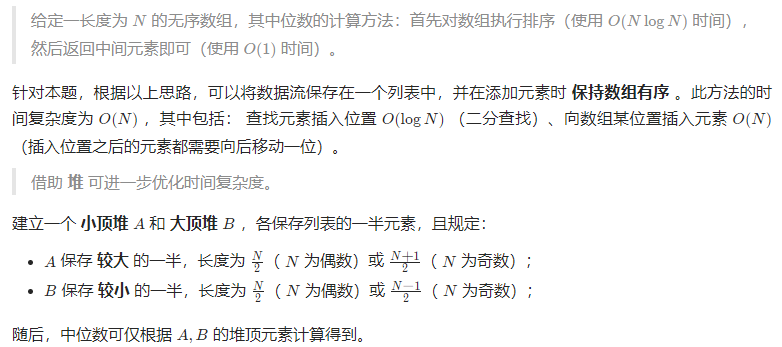 给定一长度为 N 的无序数组，其中位数的计算方法：首先对数组执行排序（使用 O(N log N) 时间），
然后返回中间元素即可（使用 O(1) 时间）。
针对本题，根据以上思路，可以将数据流保存在一个列表中，并在添加元素时 保持数组有序 。此方法的时
间复杂度为 O(N) ，其中包括： 查找元素插入位置 O(log N) （二分查找）、向数组某位置插入元素 O(N)
（插入位置之后的元素都需要向后移动一位）。
借助 堆 可进一步优化时间复杂度。
建立一个 小顶堆 A 和 大顶堆 B ，各保存列表的一半元素，且规定：
• A 保存 较大 的一半，长度为 N/2 （ N 为偶数）或 (N+1)/2 （ N 为奇数）；
• B 保存 较小 的一半，长度为 N/2 （ N 为偶数）或 (N−1)/2 （ N 为奇数）；
随后，中位数可仅根据 A, B 的堆顶元素计算得到。